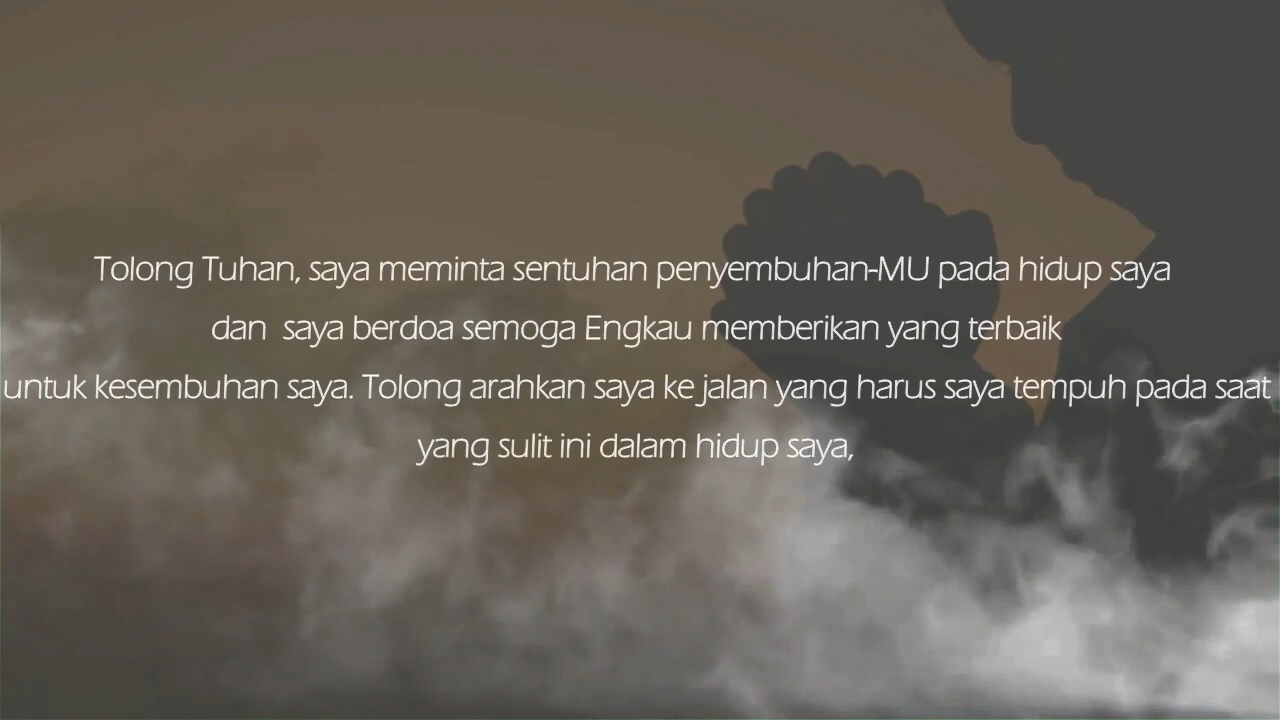 Tolong Tuhan, saya meminta sentuhan penyembuhan-MU pada hidup saya
dan saya berdoa semoga Engkau memberikan yang terbaik
untuk kesembuhan saya. Tolong arahkan saya ke jalan yang harus saya tempuh pada saat
yang sulit ini dalam hidup saya,